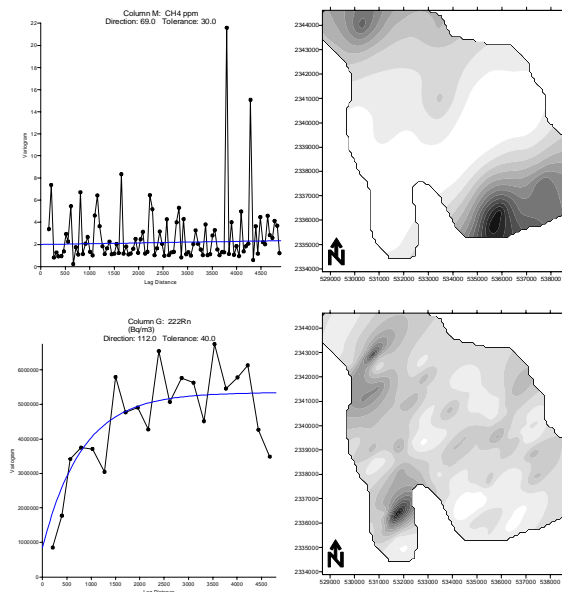 Column M: CH4 ppm
Direction: 69.0 Tolerance: 30.0
22
20
18
16
14
12
10
8
6
4
2
0
Variogram
0 500 1000 1500 2000 2500 3000 3500 4000 4500
Lag Distance
2344000
2343000
2342000
2341000
2340000
2339000
2338000
2337000
2336000
2335000
2334000
529000 530000 531000 532000 533000 534000 535000 536000 537000 538000
N
Column G: 222Rn
(Bq/m3)
Direction: 112.0 Tolerance: 40.0
6000000
5000000
4000000
3000000
2000000
1000000
0
Variogram
0 500 1000 1500 2000 2500 3000 3500 4000 4500
Lag Distance
2344000
2343000
2342000
2341000
2340000
2339000
2338000
2337000
2336000
2335000
2334000
529000 530000 531000 532000 533000 534000 535000 536000 537000 538000
N